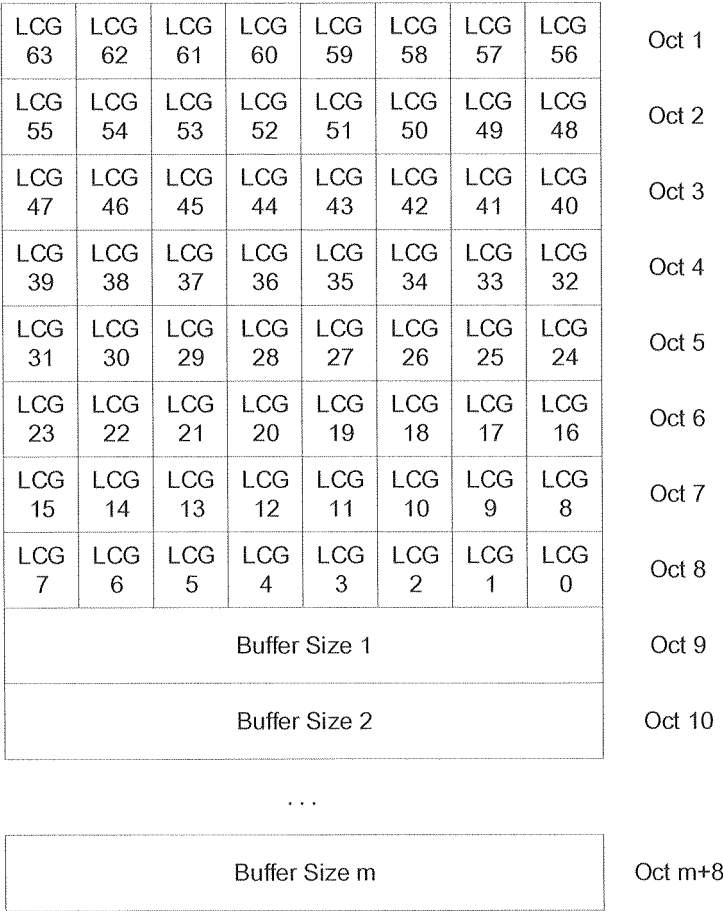 LCG 63 LCG 62 LCG 61 LCG 60 LCG 59 LCG 58 LCG 57 LCG 56 Oct 1
LCG 55 LCG 54 LCG 53 LCG 52 LCG 51 LCG 50 LCG 49 LCG 48 Oct 2
LCG 47 LCG 46 LCG 45 LCG 44 LCG 43 LCG 42 LCG 41 LCG 40 Oct 3
LCG 39 LCG 38 LCG 37 LCG 36 LCG 35 LCG 34 LCG 33 LCG 32 Oct 4
LCG 31 LCG 30 LCG 29 LCG 28 LCG 27 LCG 26 LCG 25 LCG 24 Oct 5
LCG 23 LCG 22 LCG 21 LCG 20 LCG 19 LCG 18 LCG 17 LCG 16 Oct 6
LCG 15 LCG 14 LCG 13 LCG 12 LCG 11 LCG 10 LCG 9 LCG 8 Oct 7
LCG 7 LCG 6 LCG 5 LCG 4 LCG 3 LCG 2 LCG 1 LCG 0 Oct 8
Buffer Size 1 Oct 9
Buffer Size 2 Oct 10
...
Buffer Size m Oct m+8